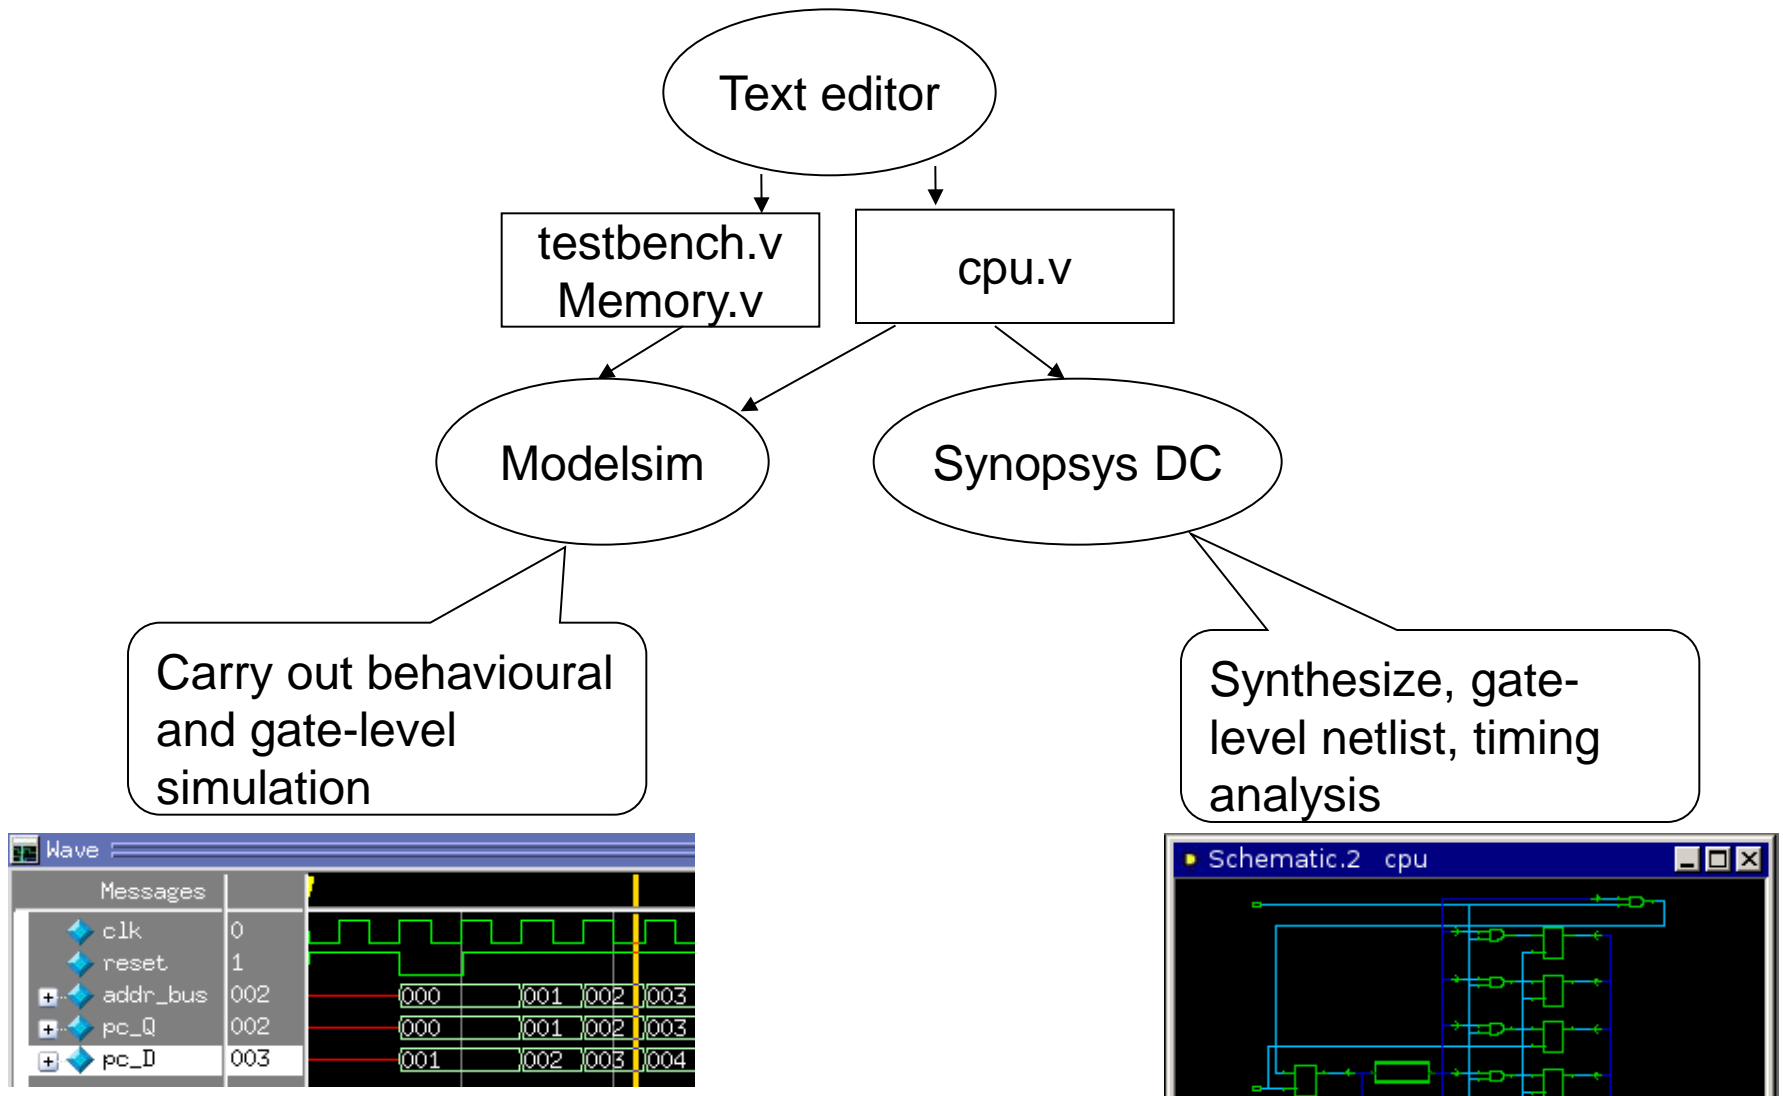 Text editor
testbench.v
Memory.v
cpu.v
Modelsim
Synopsys DC
Carry out behavioural
and gate-level
simulation
Synthesize, gate-
level netlist, timing
analysis
Wave
Messages
clk 0
reset 1
addr_bus 002 000 001 002 003
pc_Q 002 000 001 002 003
pc_D 003 001 002 003 004
Schematic.2 cpu